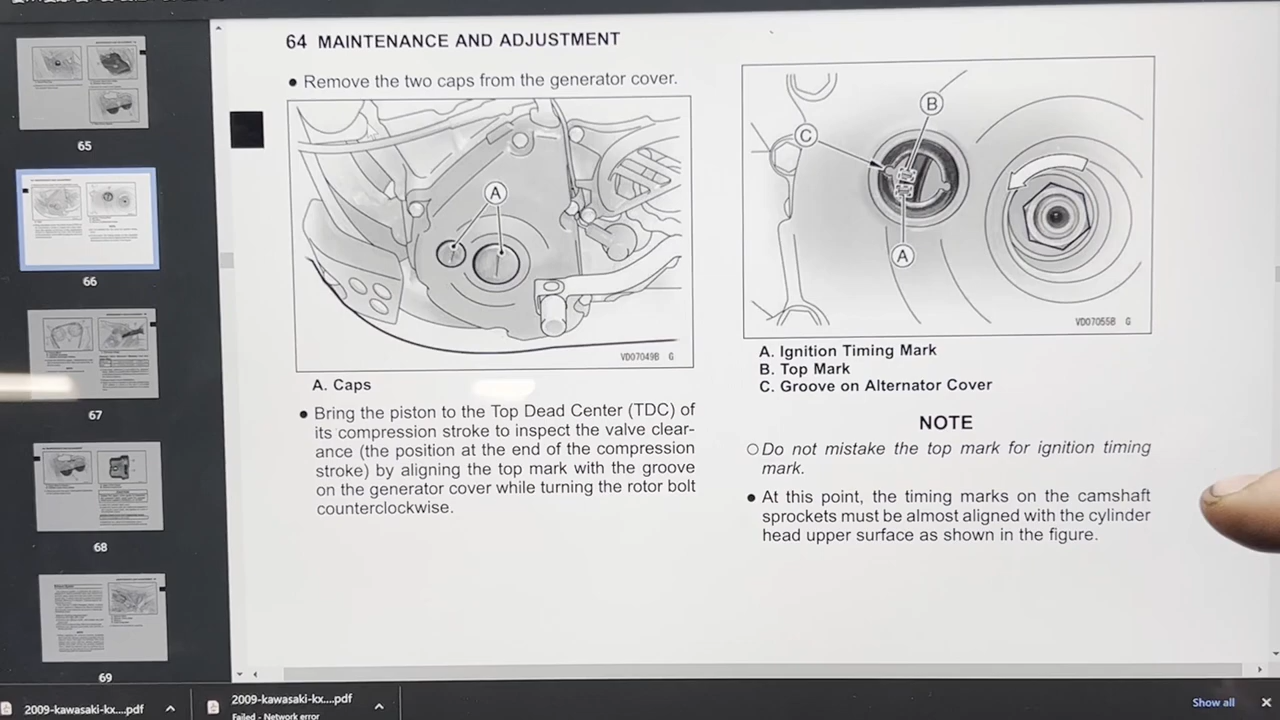 64 MAINTENANCE AND ADJUSTMENT
● Remove the two caps from the generator cover.
A
VD07049B G
A. Caps
● Bring the piston to the Top Dead Center (TDC) of
its compression stroke to inspect the valve clear-
ance (the position at the end of the compression
stroke) by aligning the top mark with the groove
on the generator cover while turning the rotor bolt
counterclockwise.
B
C
A
VD07055B G
A. Ignition Timing Mark
B. Top Mark
C. Groove on Alternator Cover
NOTE
○ Do not mistake the top mark for ignition timing
mark.
● At this point, the timing marks on the camshaft
sprockets must be almost aligned with the cylinder
head upper surface as shown in the figure.
65
66
67
68
69
2009-kawasaki-kx....pdf
2009-kawasaki-kx....pdf
Failed - Network error
Show all